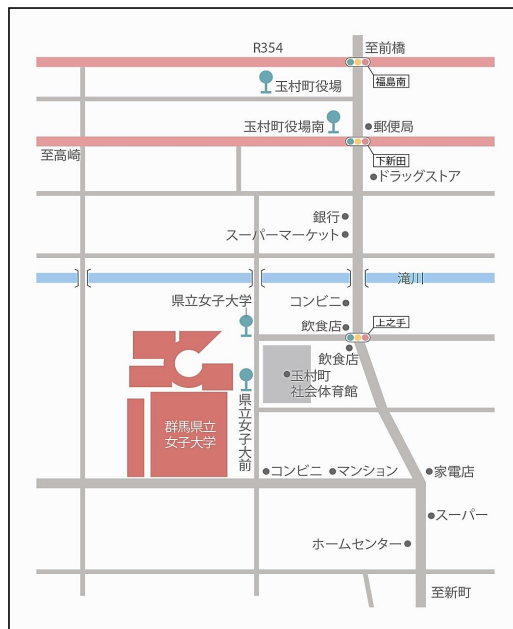 R354
至前橋
福島南
玉村町役場
玉村町役場南
郵便局
下新田
至高崎
ドラッグストア
銀行
スーパーマーケット
滝川
県立女子大学
コンビニ
飲食店
上之手
飲食店
玉村町
社会体育館
県立女子大前
群馬県立
女子大学
コンビニ
マンション
家電店
スーパー
ホームセンター
至新町